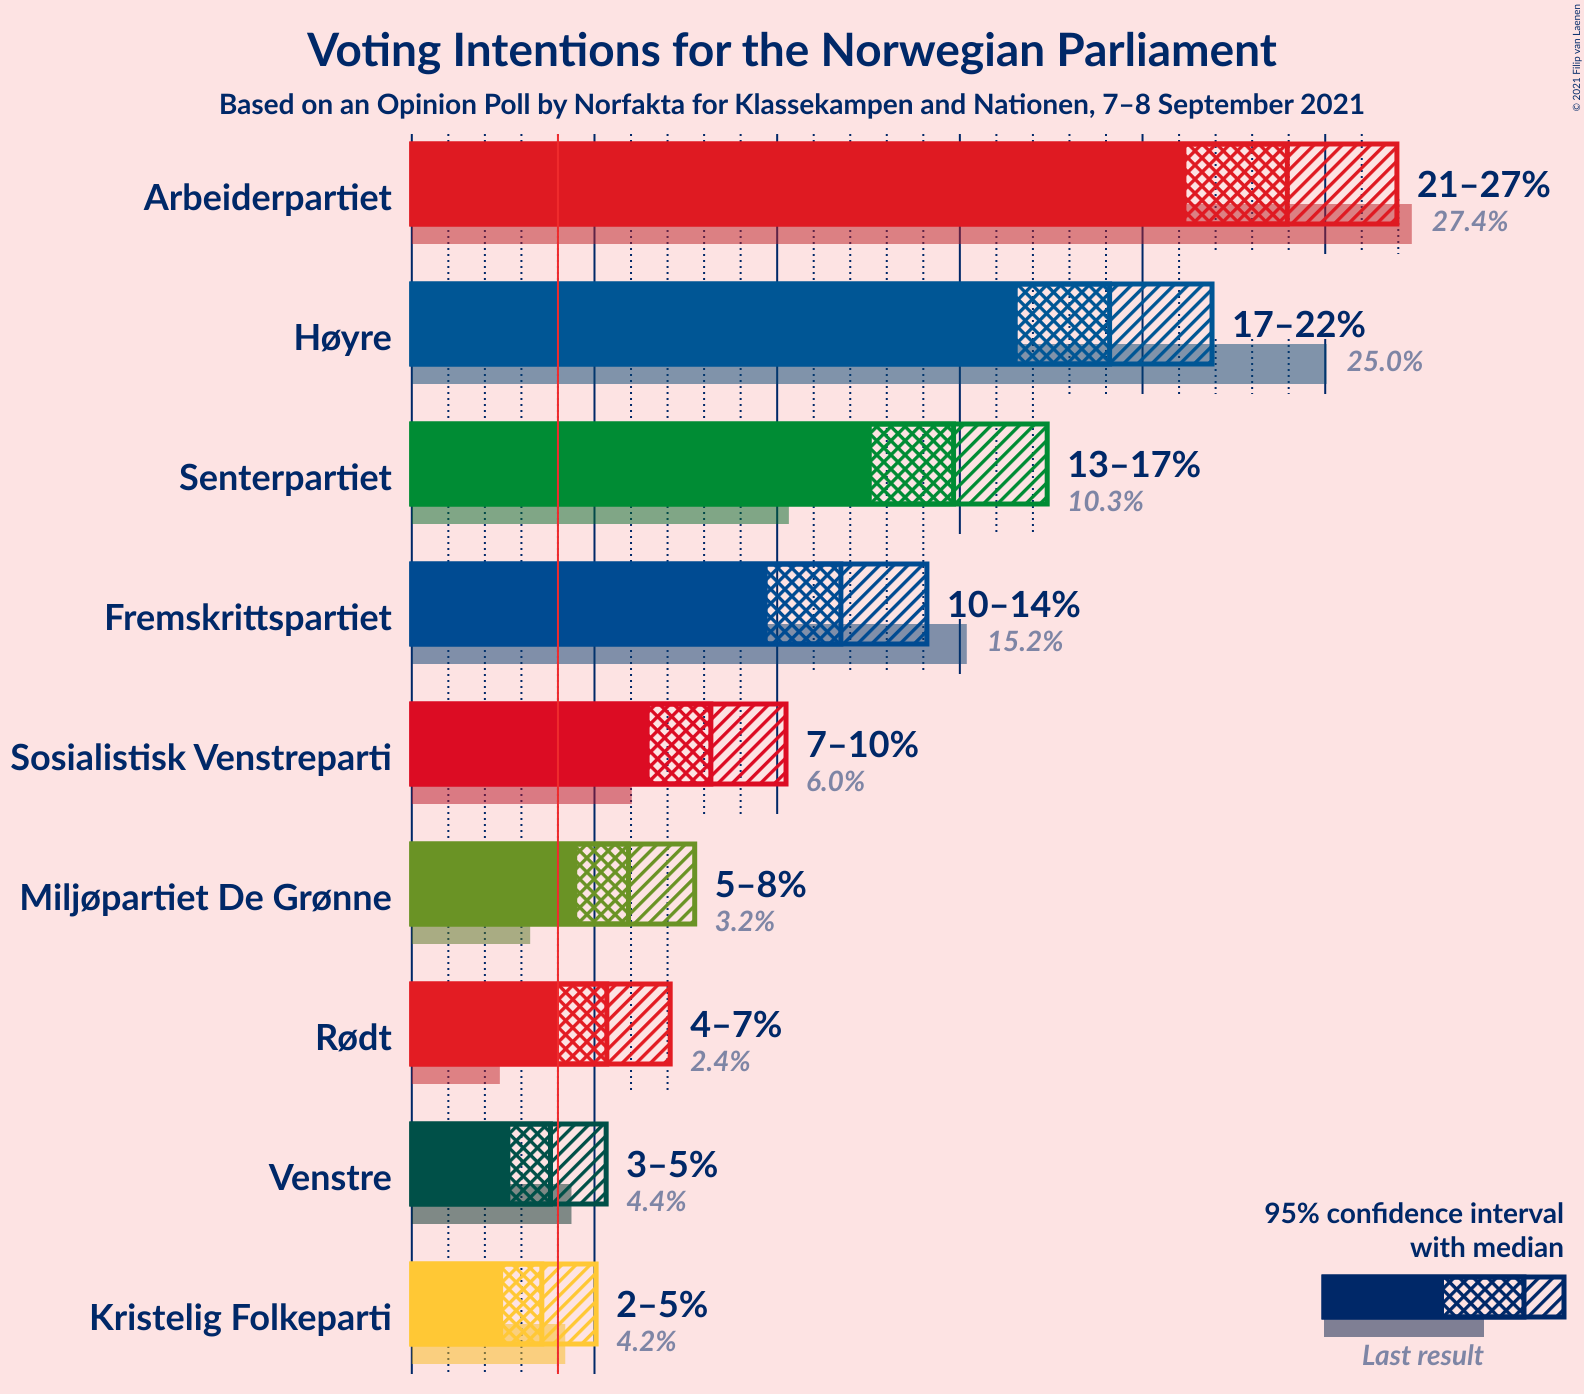 Voting Intentions for the Norwegian Parliament
Based on an Opinion Poll by Norfakta for Klassekampen and Nationen, 7–8 September 2021
© 2021 Filip van Laenen
Arbeiderpartiet
21–27%
27.4%
Høyre
17–22%
25.0%
Senterpartiet
13–17%
10.3%
Fremskrittspartiet
10–14%
15.2%
Sosialistisk Venstreparti
7–10%
6.0%
Miljøpartiet De Grønne
5–8%
3.2%
Rødt
4–7%
2.4%
Venstre
3–5%
4.4%
Kristelig Folkeparti
2–5%
4.2%
95% confidence interval
with median
Last result